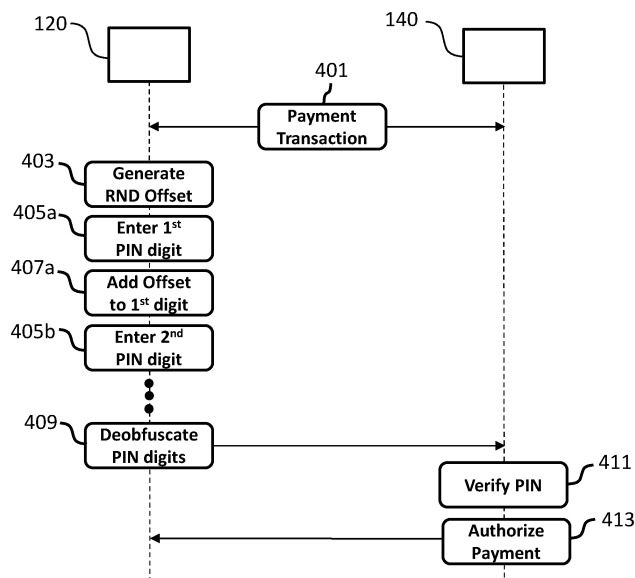 120
140
401
Payment
Transaction
403
Generate
RND Offset
405a
Enter 1st
PIN digit
407a
Add Offset
to 1st digit
405b
Enter 2nd
PIN digit
409
Deobfuscate
PIN digits
411
Verify PIN
413
Authorize
Payment